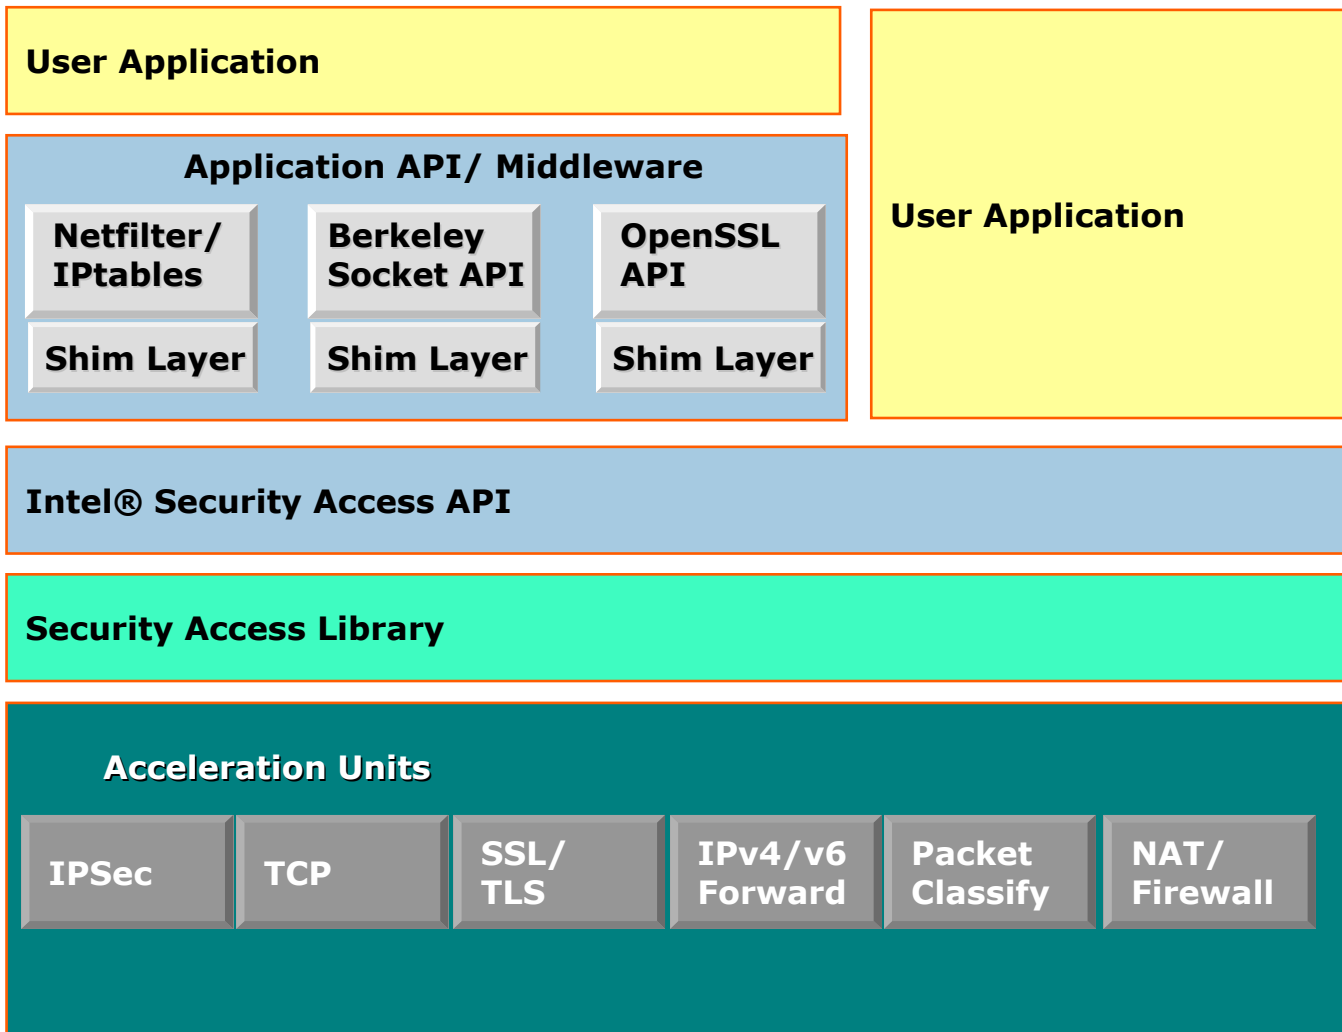 User Application
Application API/ Middleware
Netfilter/
IPtables
Berkeley
Socket API
OpenSSL
API
Shim Layer
Shim Layer
Shim Layer
User Application
Intel® Security Access API
Security Access Library
Acceleration Units
IPSec
TCP
SSL/
TLS
IPv4/v6
Forward
Packet
Classify
NAT/
Firewall